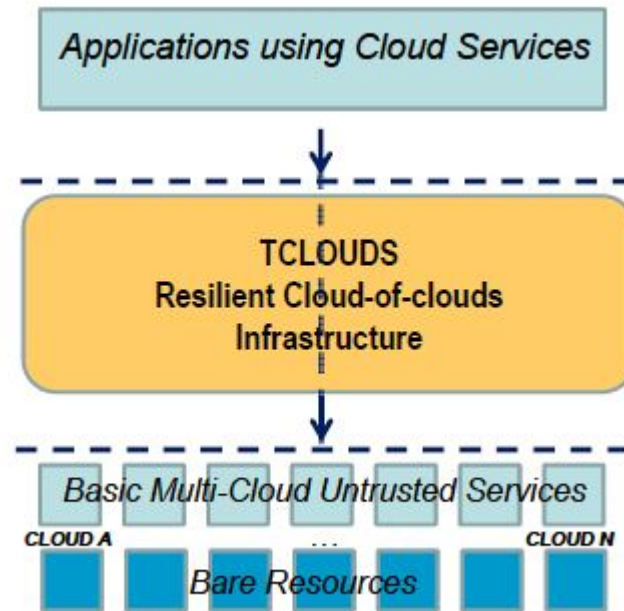 Applications using Cloud Services
TCLOUDS
Resilient Cloud-of-clouds
Infrastructure
Basic Multi-Cloud Untrusted Services
CLOUD A ... CLOUD N
Bare Resources